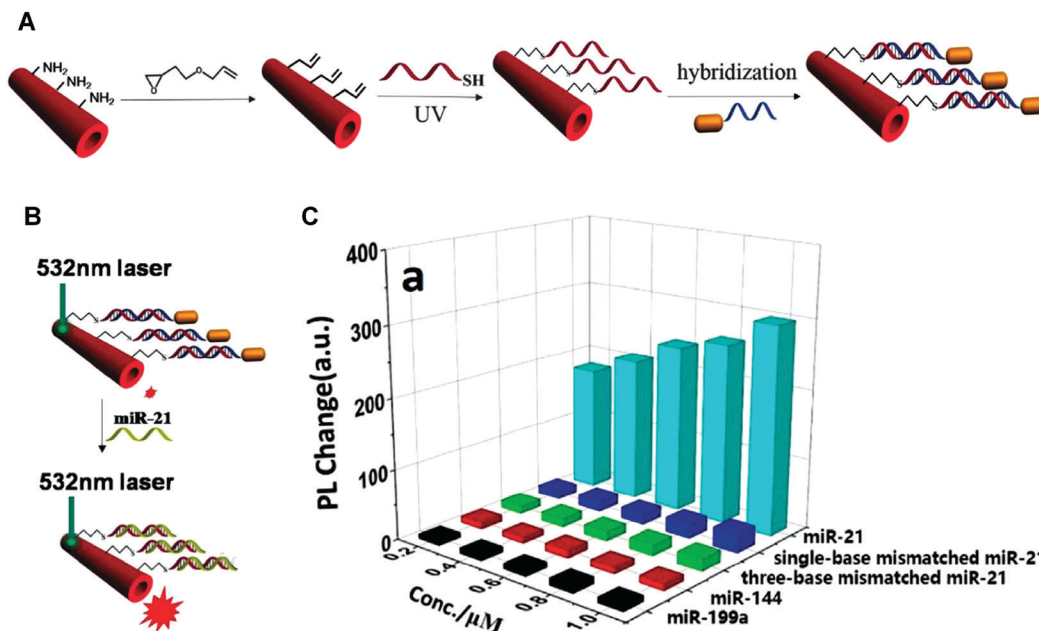 A
NH₂
NH₂
NH₂
O
O
SH
UV
S
S
S
hybridization
S
S
S
B
532nm laser
S
S
S
miR-21
532nm laser
S
S
S
C
a
PL Change(a.u.)
400
300
200
100
0
0.2
0.4
0.6
0.8
1.0
Conc./μM
miR-21
single-base mismatched miR-21
three-base mismatched miR-21
miR-144
miR-199a